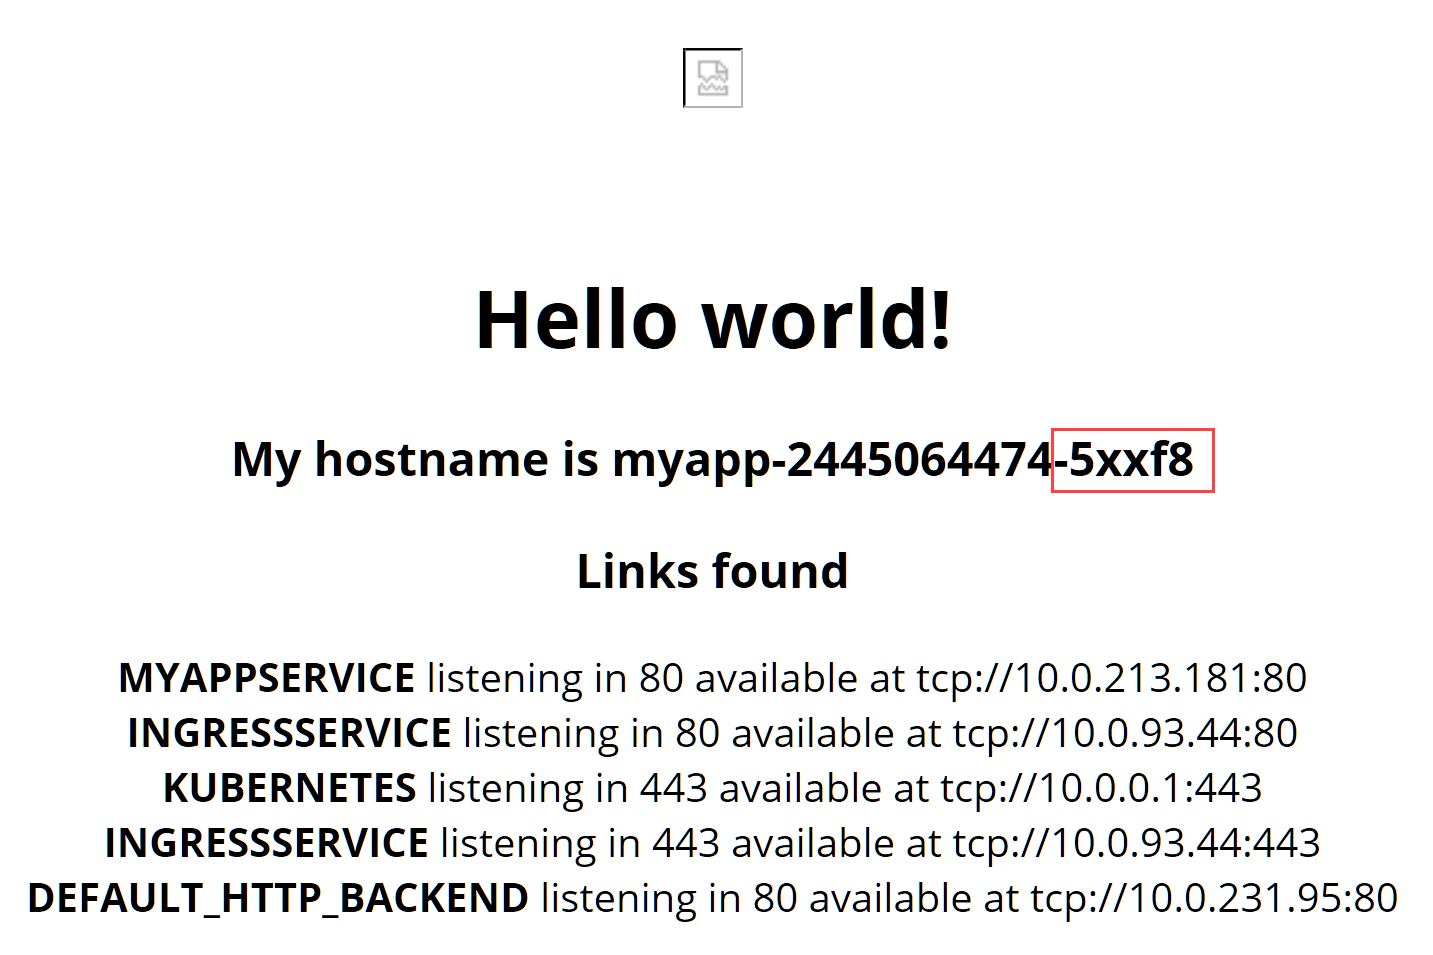 Hello world!
My hostname is myapp-2445064474-5xxf8
Links found
MYAPPSERVICE listening in 80 available at tcp://10.0.213.181:80
INGRESSSERVICE listening in 80 available at tcp://10.0.93.44:80
KUBERNETES listening in 443 available at tcp://10.0.0.1:443
INGRESSSERVICE listening in 443 available at tcp://10.0.93.44:443
DEFAULT_HTTP_BACKEND listening in 80 available at tcp://10.0.231.95:80